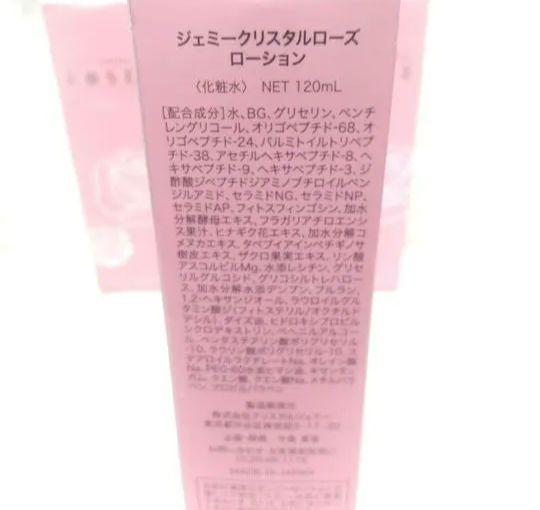 ジェミークリスタルローズ
ローション
〈化粧水〉 NET 120mL
[配合成分]水、BG、グリセリン、ペンチ
レングリコール、オリゴペプチド-68、オ
リゴペプチド-24、パルミトイルトリペプ
チド-38、アセチルヘキサペプチド-8、ヘ
キサペプチド-9、ヘキサペプチド-3、ジ
酢酸ジペプチドジアミノブチロイルベン
ジルアミド、セラミドNG、セラミドNP、
セラミドAP、フィトスフィンゴシン、加水
分解酵母エキス、フラガリアチロエンシ
ス果汁、ヒナギク花エキス、加水分解コ
メヌカエキス、タベブイアインペチギノサ
樹皮エキス、ザクロ果実エキス、リン酸
アスコルビルMg、水添レシチン、グリセ
リルグルコシド、グリコシルトレハロー
ス、加水分解水添デンプン、プルラン、
1,2-ヘキサンジオール、ラウロイルグル
タミン酸ジ(フィトステリル/オクチルド
デシル)、ダイズ油、ヒドロキシプロピル
シクロデキストリン、ベヘニルアルコー
ル、ペンタステアリン酸ポリグリセリル
-10、ラウリン酸ポリグリセリル-10、ス
テアロイルラクチレートNa、オレイン酸
Na、PEG-60水添ヒマシ油、キサンタン
ガム、クエン酸、クエン酸Na、メチルパラ
ベン、プロピルパラベン
製造販売元
株式会社クリスタルジェミー
MADE IN JAPAN